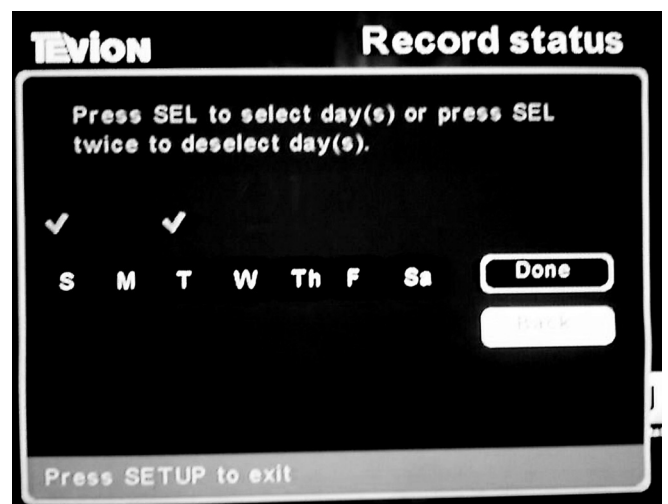 TEVION
Record status
Press SEL to select day(s) or press SEL
twice to deselect day(s).
S M T W Th F Sa
Done
Back
Press SETUP to exit